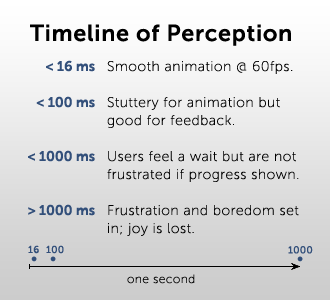 Timeline of Perception
< 16 ms Smooth animation @ 60fps.
< 100 ms Stuttery for animation but
good for feedback.
< 1000 ms Users feel a wait but are not
frustrated if progress shown.
> 1000 ms Frustration and boredom set
in; joy is lost.
16 100 1000
one second